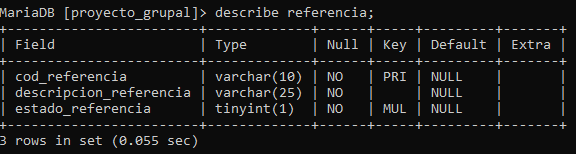 MariaDB [proyecto_grupal]> describe referencia;
+------------------------+-------------+------+-----+---------+-------+
| Field                  | Type        | Null | Key | Default | Extra |
+------------------------+-------------+------+-----+---------+-------+
| cod_referencia         | varchar(10) | NO   | PRI | NULL    |       |
| descripcion_referencia | varchar(25) | NO   |     | NULL    |       |
| estado_referencia      | tinyint(1)  | NO   | MUL | NULL    |       |
+------------------------+-------------+------+-----+---------+-------+
3 rows in set (0.055 sec)